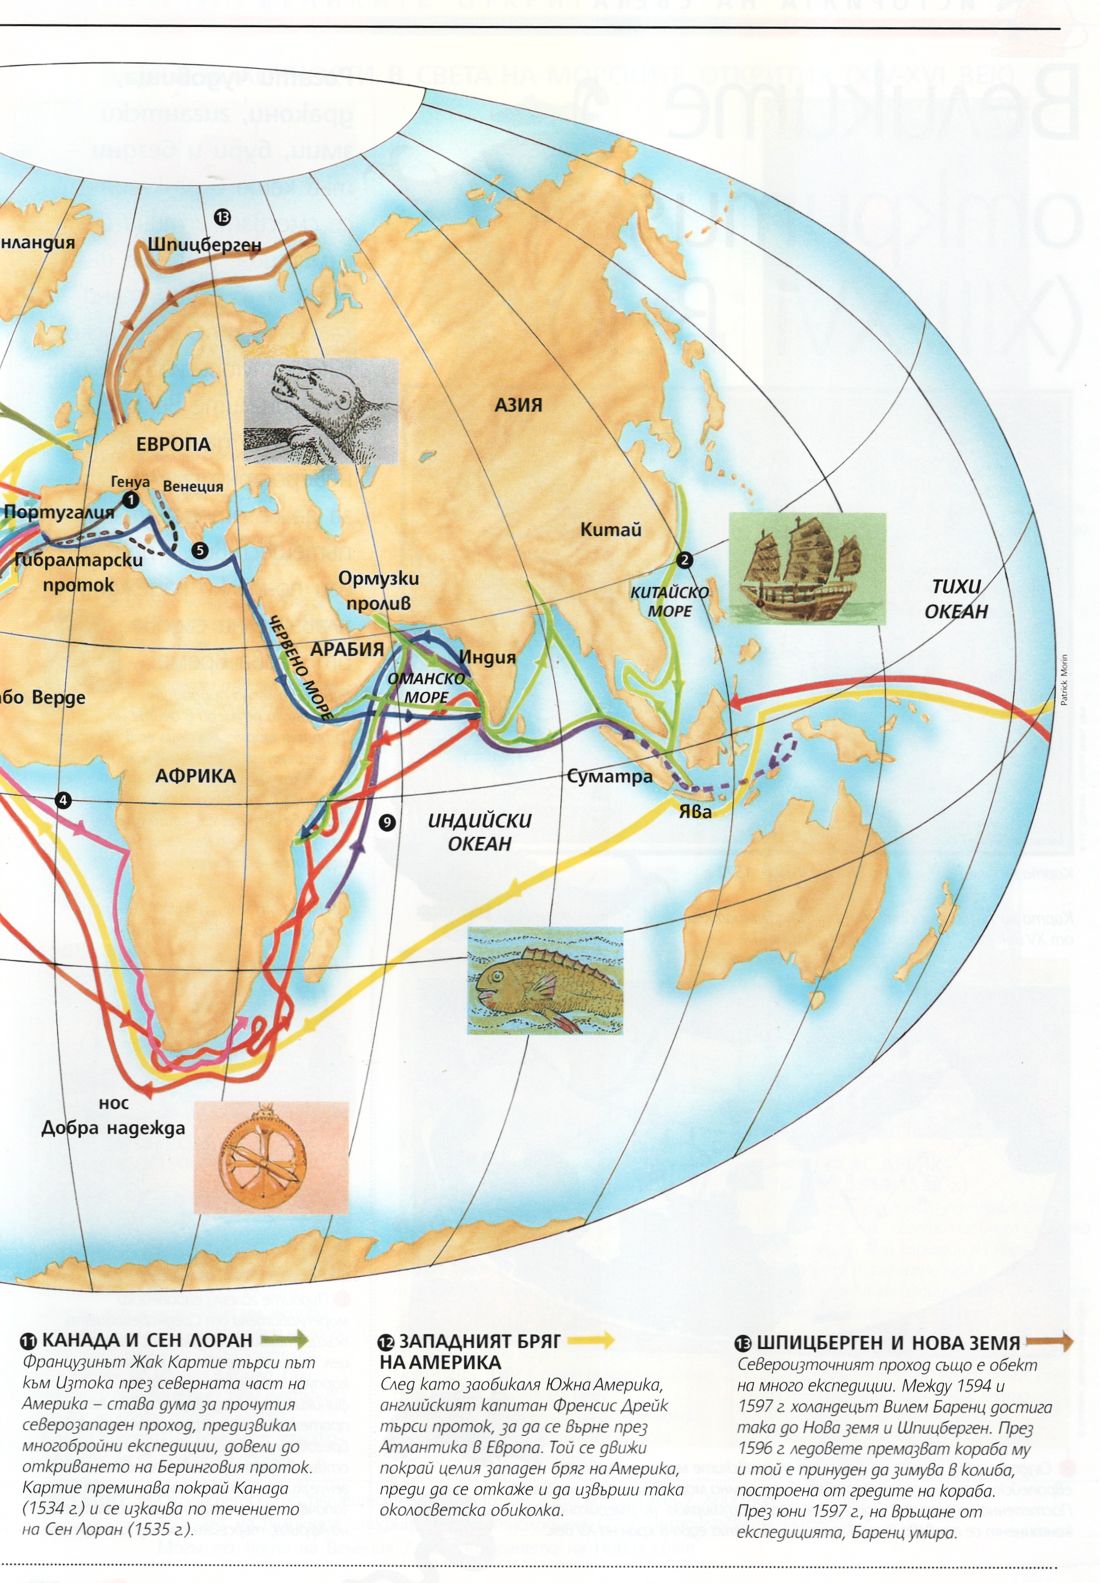 13
Шпицберген
нландия
АЗИЯ
ЕВРОПА
Генуа
Венеция
1
Португалия
5
Гибралтарски
проток
Китай
2
КИТАЙСКО
МОРЕ
ТИХИ
ОКЕАН
Ормузки
пролив
ЧЕРВЕНО МОРЕ
АРАБИЯ
Индия
ОМАНСКО
МОРЕ
або Верде
Patrick Morin
АФРИКА
4
Суматра
Ява
9
ИНДИЙСКИ
ОКЕАН
нос
Добра надежда
11 КАНАДА И СЕН ЛОРАН
Французинът Жак Картие търси път
към Изтока през северната част на
Америка – става дума за прочутия
северозападен проход, предизвикал
многобройни експедиции, довели до
откриването на Беринговия проток.
Картие преминава покрай Канада
(1534 г.) и се изкачва по течението
на Сен Лоран (1535 г.).
12 ЗАПАДНИЯТ БРЯГ
НА АМЕРИКА
След като заобикаля Южна Америка,
английският капитан Френсис Дрейк
търси проток, за да се върне през
Атлантика в Европа. Той се движи
покрай целия западен бряг на Америка,
преди да се откаже и да извърши така
околосветска обиколка.
13 ШПИЦБЕРГЕН И НОВА ЗЕМЯ
Североизточният проход също е обект
на много експедиции. Между 1594 и
1597 г. холандецът Вилем Баренц достига
така до Нова земя и Шпицберген. През
1596 г. ледовете премазват кораба му
и той е принуден да зимува в колиба,
построена от гредите на кораба.
През юни 1597 г., на връщане от
експедицията, Баренц умира.